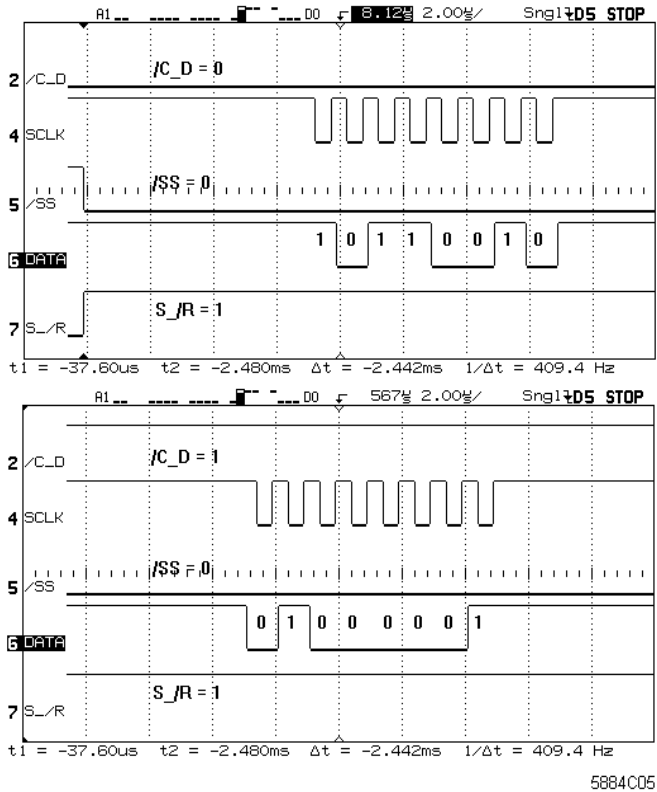 A1 D0 8.12 2.00 Sngl D5 STOP
/C_D = 0
2 /C_D
4 SCLK
/SS = 0
5 /SS
1 0 1 1 0 0 1 0
6 DATA
S_/R = 1
7 S_/R
t1 = -37.60us t2 = -2.480ms Δt = -2.442ms 1/Δt = 409.4 Hz
A1 D0 567 2.00 Sngl D5 STOP
/C_D = 1
2 /C_D
4 SCLK
/SS = 0
5 /SS
0 1 0 0 0 0 0 1
6 DATA
S_/R = 1
7 S_/R
t1 = -37.60us t2 = -2.480ms Δt = -2.442ms 1/Δt = 409.4 Hz
5884C05